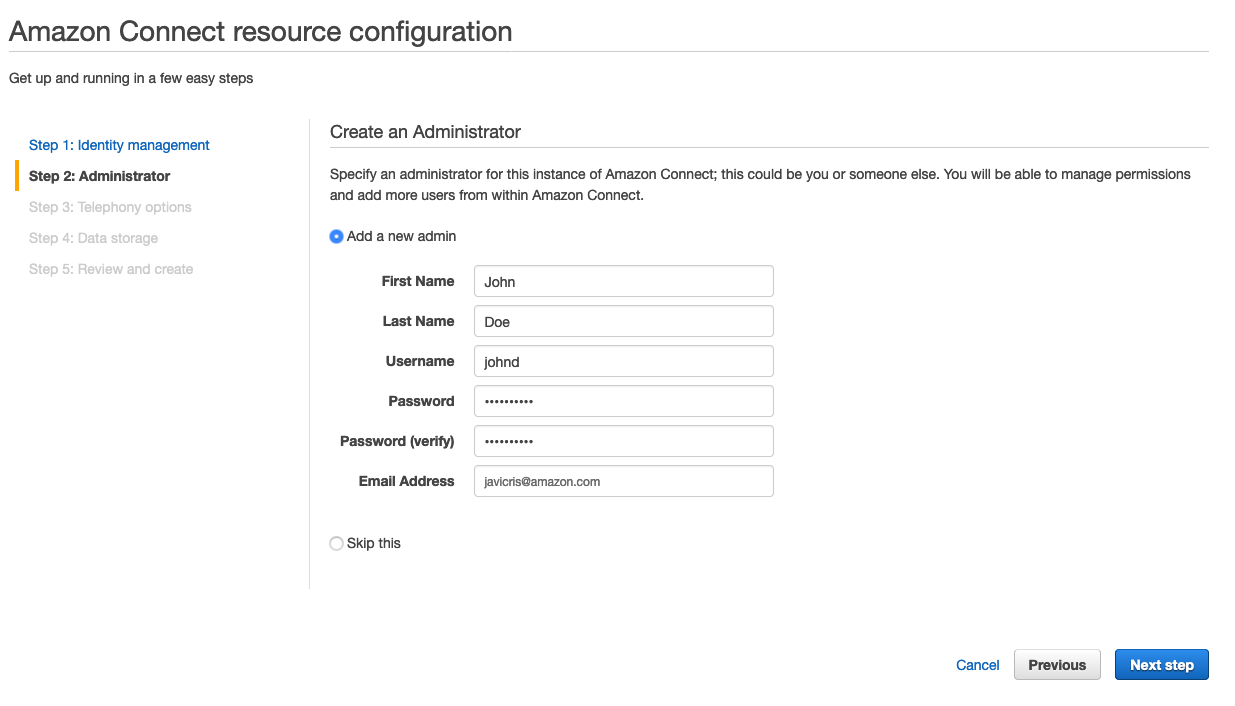 Amazon Connect resource configuration
Get up and running in a few easy steps
Step 1: Identity management
Step 2: Administrator
Step 3: Telephony options
Step 4: Data storage
Step 5: Review and create
Create an Administrator
Specify an administrator for this instance of Amazon Connect; this could be you or someone else. You will be able to manage permissions
and add more users from within Amazon Connect.
Add a new admin
First Name John
Last Name Doe
Username johnd
Password ••••••••••
Password (verify) ••••••••••
Email Address javicris@amazon.com
Skip this
Cancel Previous Next step